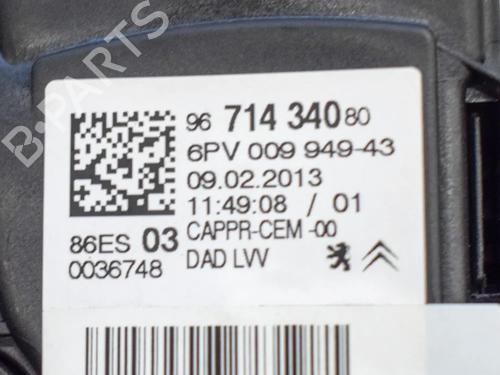 B-PARTS
96 714 340 80
6PV 009 949-43
09.02.2013
11:49:08 / 01
86ES 03 CAPPR-CEM -00
0036748 DAD LVV